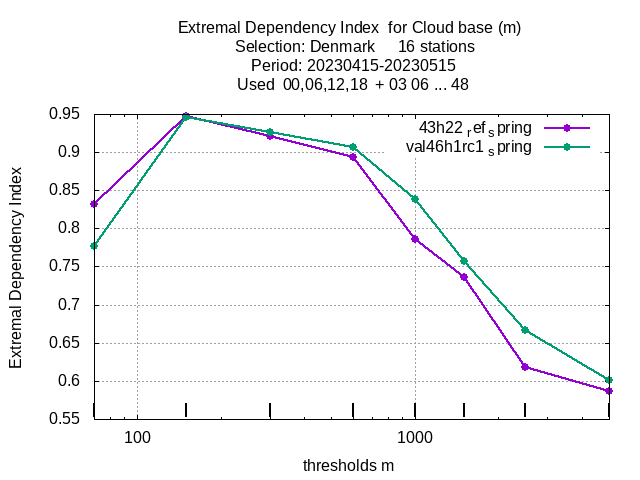 Extremal Dependency Index  for Cloud base (m)
Selection: Denmark     16 stations
Period: 20230415-20230515
Used  00,06,12,18  + 03 06 ... 48
43h22 ref spring
val46h1rc1 spring
Extremal Dependency Index
0.95
0.9
0.85
0.8
0.75
0.7
0.65
0.6
0.55
100
1000
thresholds m